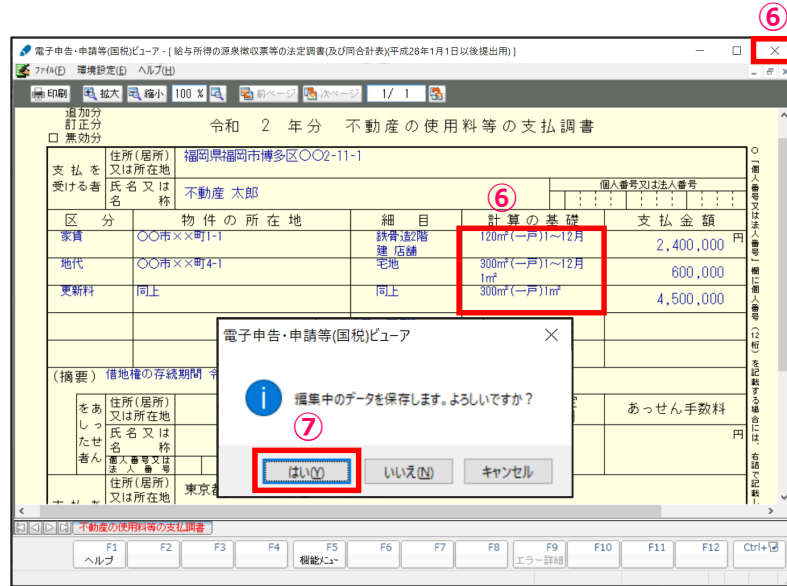 ⑥
電子申告・申請等(国税)ビューア - [ 給与所得の源泉徴収票等の法定調書(及び同合計表)(平成28年1月1日以後提出用) ]
ファイル(F) 環境設定(E) ヘルプ(H)
印刷 拡大 縮小 100 % 前ページ 次ページ 1/ 1
追加分
訂正分
無効分
令和 2 年分 不動産の使用料等の支払調書
支払を受ける者
住所(居所)又は所在地
福岡県福岡市博多区〇〇2-11-1
氏名又は名称
不動産 太郎
⑥
個人番号又は法人番号
区分 物件の所在地 細目 計算の基礎 支払金額
家賃 〇〇市××町1-1 鉄骨造2階建 店舗 120㎡(一戸)1～12月 2,400,000 円
地代 〇〇市××町4-1 宅地 300㎡(一戸)1～12月 1㎡ 600,000
更新料 同上 同上 300㎡(一戸)1㎡ 4,500,000
(摘要) 借地権の存続期間 令
をあしったせん者
住所(居所)又は所在地
氏名又は名称
個人番号又は法人番号
あっせん手数料
円
住所(居所)又は所在地
東京都
〇「個人番号又は法人番号」欄に個人番号(12桁)を記載する場合には、右詰で記載し
電子申告・申請等(国税)ビューア
編集中のデータを保存します。よろしいですか？
⑦
はい(Y) いいえ(N) キャンセル
不動産の使用料等の支払調書
F1 F2 F3 F4 F5 F6 F7 F8 F9 F10 F11 F12 Ctrl+
ヘルプ 機能メニュー エラー詳細